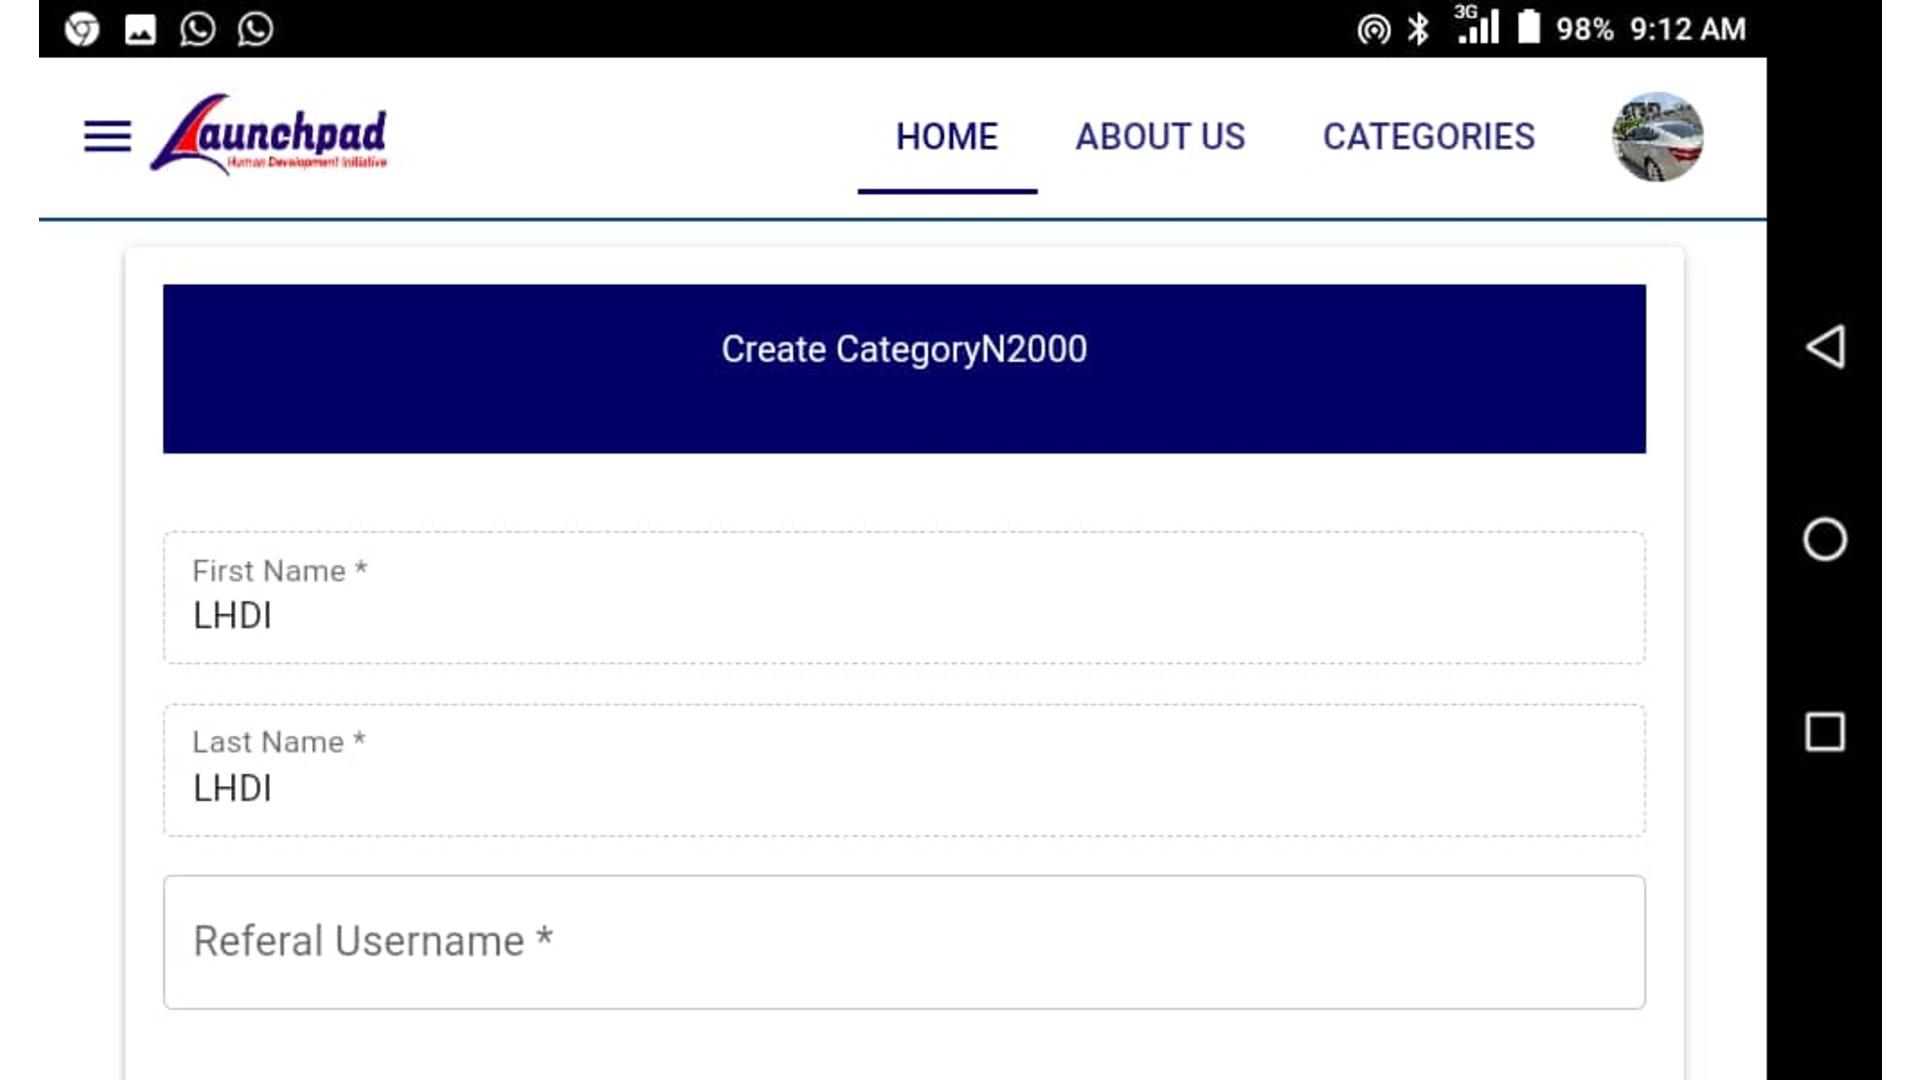 3G 98% 9:12 AM
Launchpad
Human Development Initiative
HOME ABOUT US CATEGORIES
Create CategoryN2000
First Name *
LHDI
Last Name *
LHDI
Referal Username *